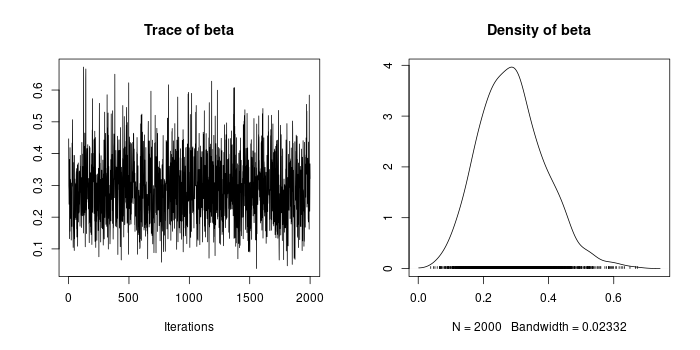 Trace of beta
0.1 0.2 0.3 0.4 0.5 0.6
0 500 1000 1500 2000
Iterations
Density of beta
0 1 2 3 4
0.0 0.2 0.4 0.6
N = 2000 Bandwidth = 0.02332